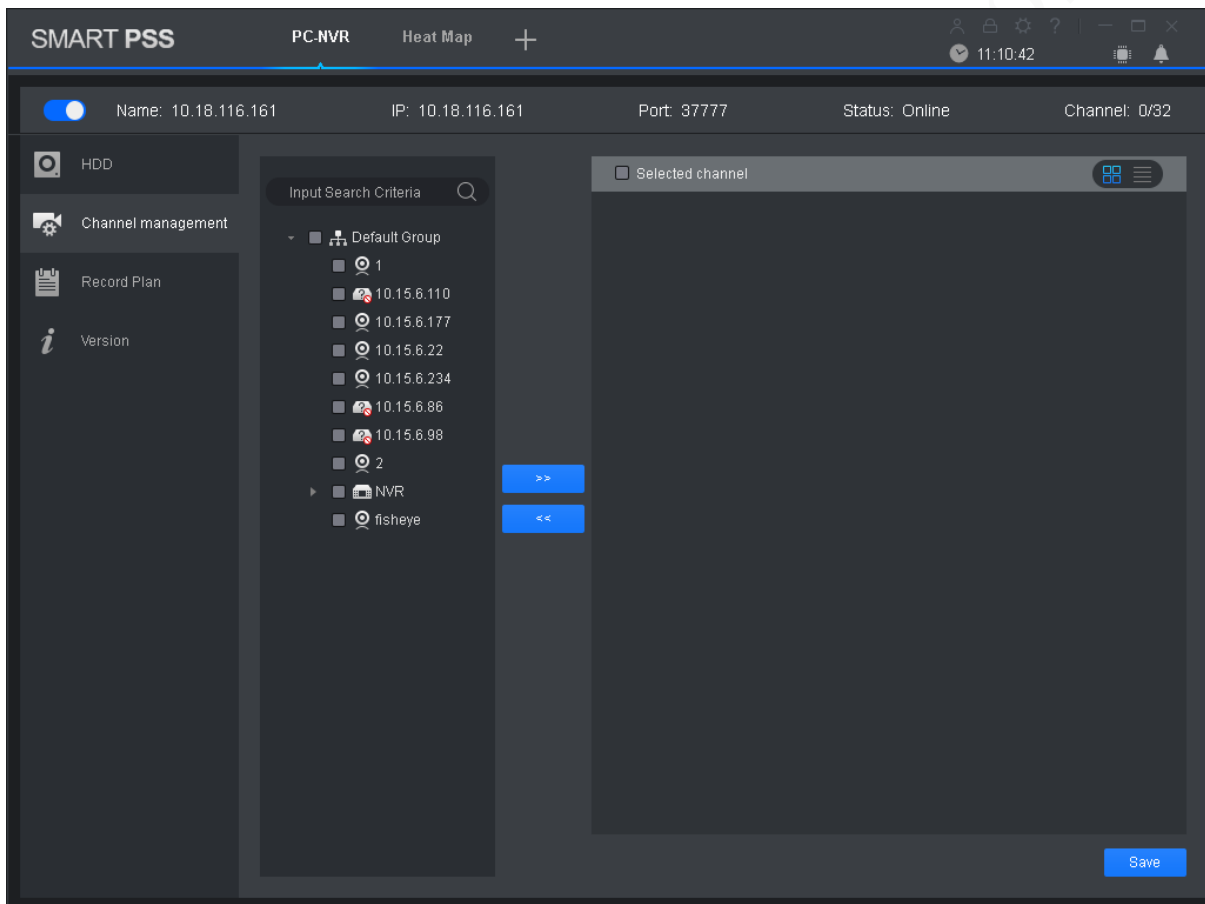 SMART PSS PC-NVR Heat Map
11:10:42
Name: 10.18.116.161 IP: 10.18.116.161 Port: 37777 Status: Online Channel: 0/32
HDD
Channel management
Record Plan
Version
Input Search Criteria
Default Group
1
10.15.6.110
10.15.6.177
10.15.6.22
10.15.6.234
10.15.6.86
10.15.6.98
2
NVR
fisheye
>>
<<
Selected channel
Save